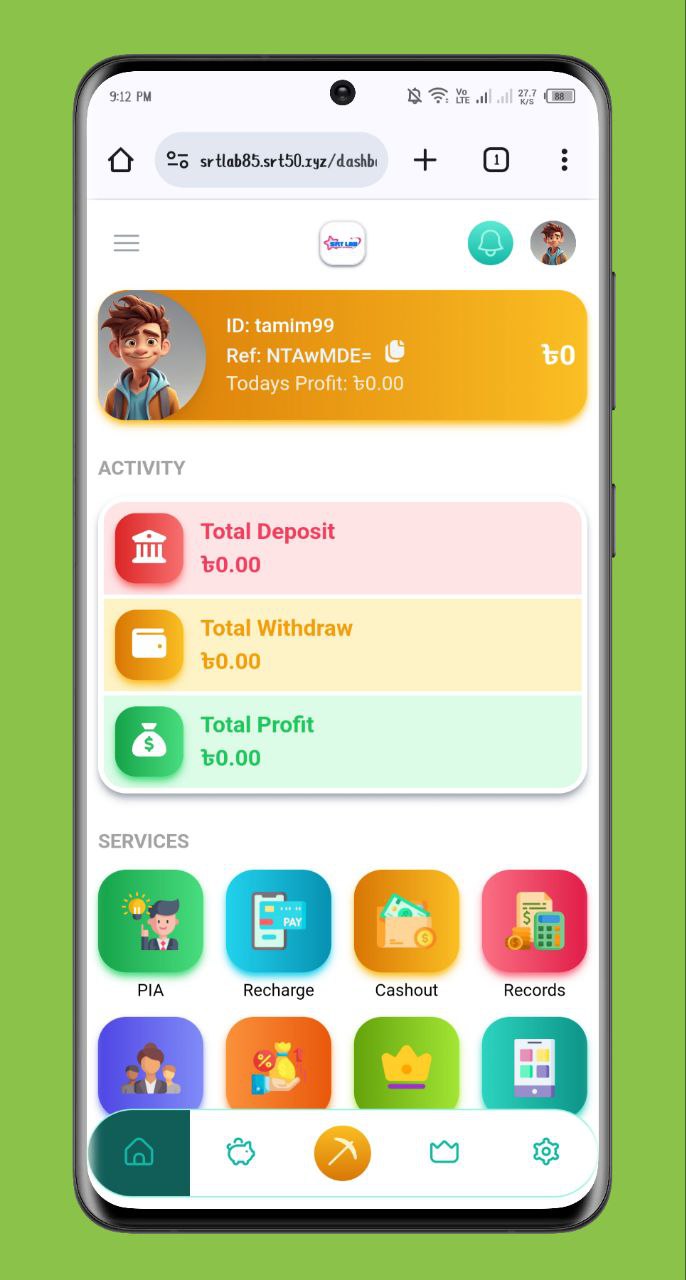 9:12 PM
Vo
LTE
27.7
K/S
88
srtlab85.srt50.xyz/dashb
1
SRT LAB
ID: tamim99
Ref: NTAwMDE=
Todays Profit: ৳0.00
৳0
ACTIVITY
Total Deposit
৳0.00
Total Withdraw
৳0.00
Total Profit
৳0.00
SERVICES
PAY
PIA
Recharge
Cashout
Records